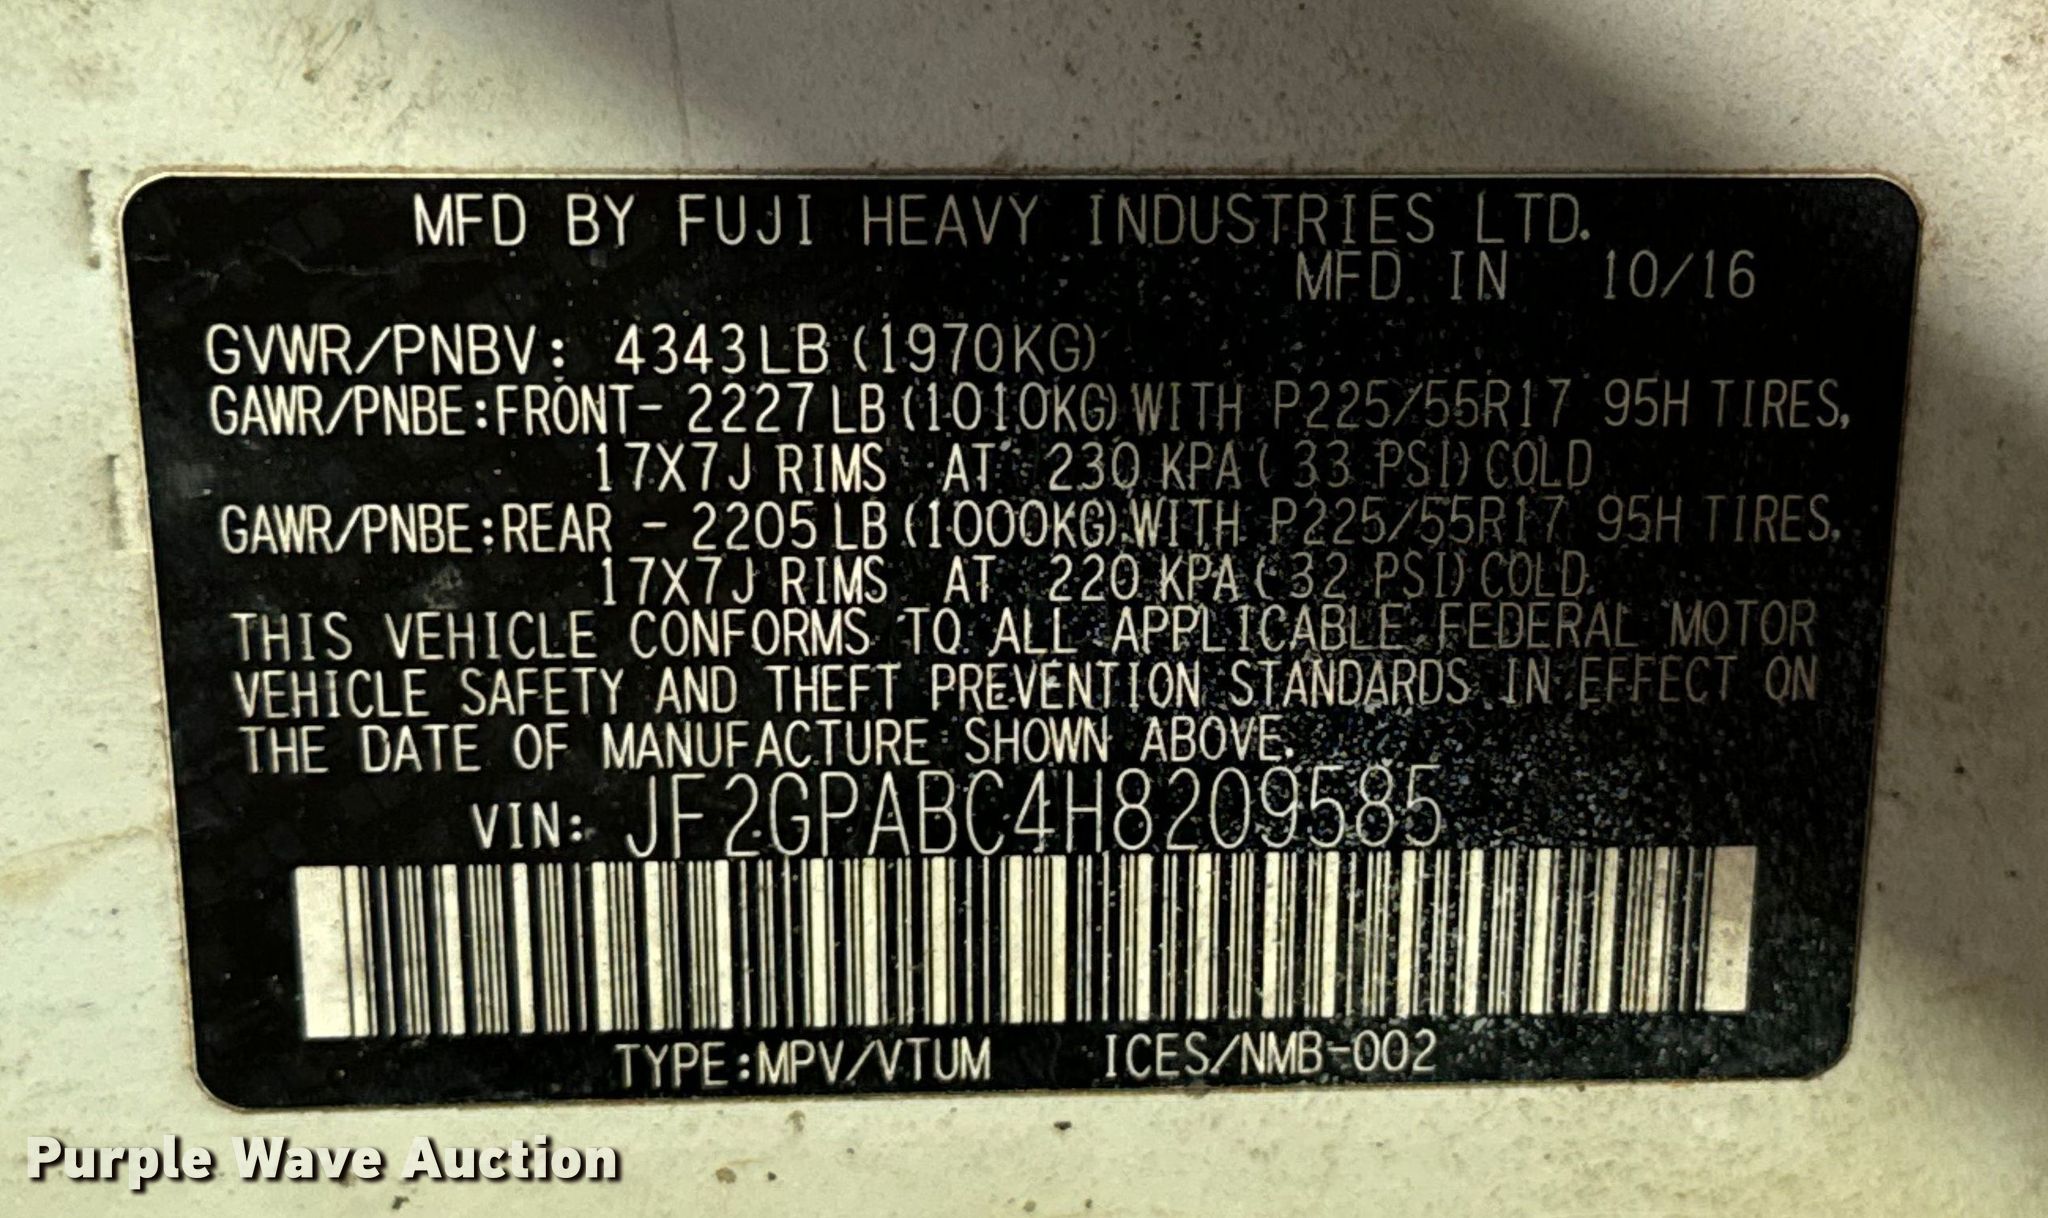 MFD BY FUJI HEAVY INDUSTRIES LTD.
MFD. IN 10/16
GVWR/PNBV: 4343LB (1970KG)
GAWR/PNBE:FRONT- 2227LB (1010KG) WITH P225/55R17 95H TIRES,
17X7J RIMS AT 230 KPA ( 33 PSI) COLD
GAWR/PNBE:REAR - 2205LB (1000KG) WITH P225/55R17 95H TIRES,
17X7J RIMS AT 220 KPA ( 32 PSI) COLD
THIS VEHICLE CONFORMS TO ALL APPLICABLE FEDERAL MOTOR
VEHICLE SAFETY AND THEFT PREVENTION STANDARDS IN EFFECT ON
THE DATE OF MANUFACTURE SHOWN ABOVE.
VIN: JF2GPABC4H8209585
TYPE:MPV/VTUM ICES/NMB-002
Purple Wave Auction